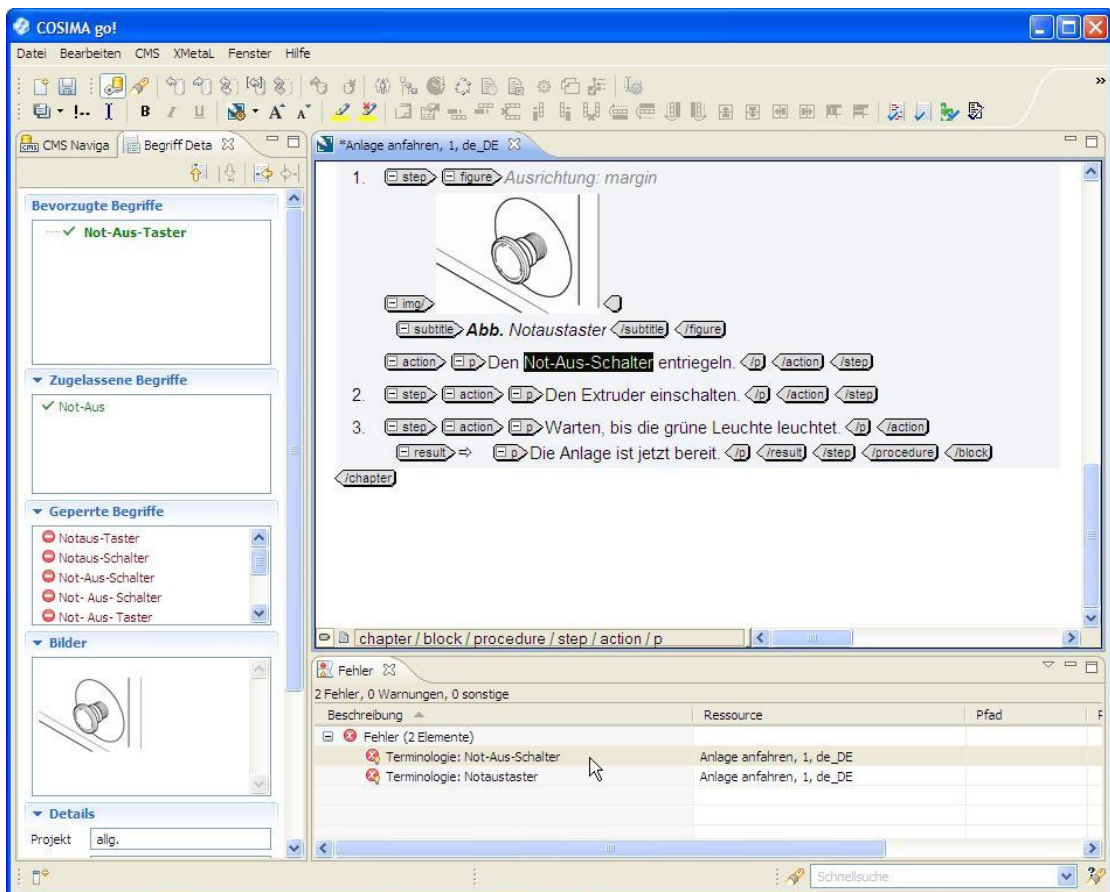 COSIMA go!
Datei Bearbeiten CMS XMetaL Fenster Hilfe
B I U A A
CMS Naviga Begriff Deta
Bevorzugte Begriffe
Not-Aus-Taster
Zugelassene Begriffe
Not-Aus
Geperrte Begriffe
Notaus-Taster
Notaus-Schalter
Not-Aus-Schalter
Not- Aus- Schalter
Not- Aus- Taster
Bilder
Details
Projekt allg.
*Anlage anfahren, 1, de_DE
1. step figure Ausrichtung: margin
img/
subtitle Abb. Notaustaster /subtitle /figure
action p Den Not-Aus-Schalter entriegeln. /p /action /step
2. step action p Den Extruder einschalten. /p /action /step
3. step action p Warten, bis die grüne Leuchte leuchtet. /p /action
result ⇨ p Die Anlage ist jetzt bereit. /p /result /step /procedure /block
/chapter
chapter / block / procedure / step / action / p
Fehler
2 Fehler, 0 Warnungen, 0 sonstige
Beschreibung Ressource Pfad F
Fehler (2 Elemente)
Terminologie: Not-Aus-Schalter Anlage anfahren, 1, de_DE
Terminologie: Notaustaster Anlage anfahren, 1, de_DE
Schnellsuche